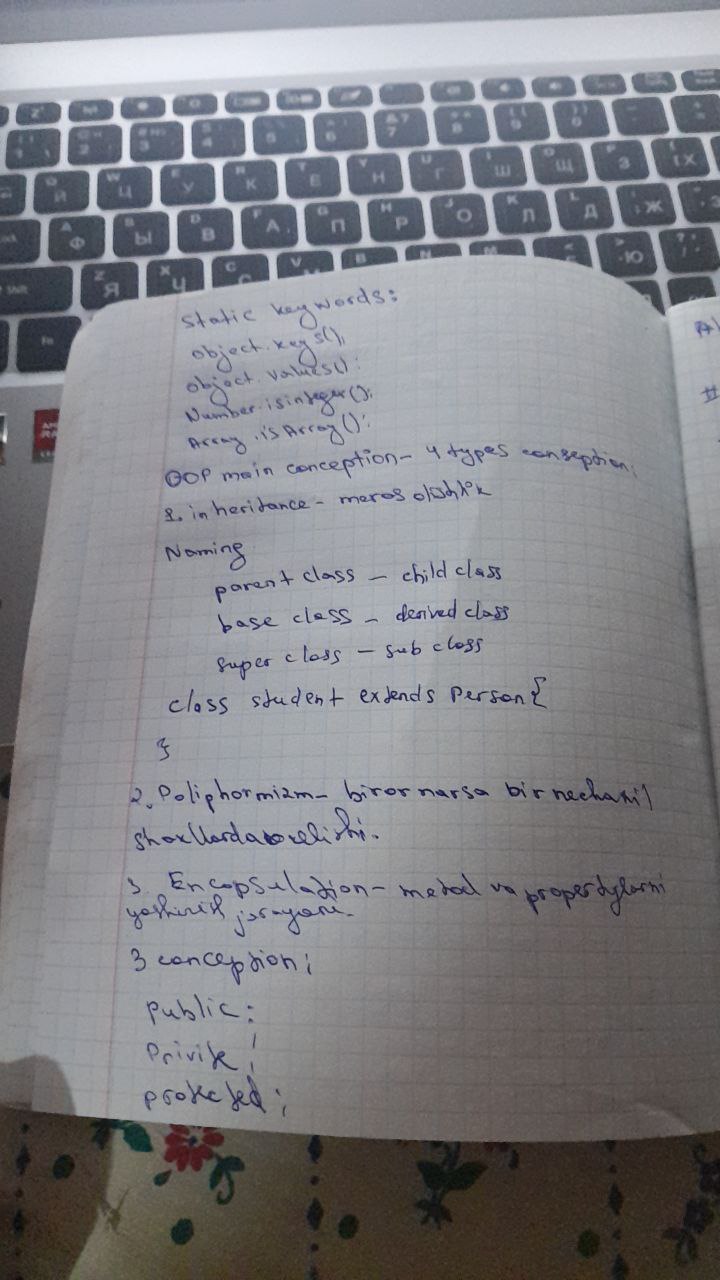 Static keywords:
Object.keys();
Object.values();
Number.isinteger();
Array.isArray();
OOP main conception - 4 types conseption;
1. inheritance - meros olishlik
Naming
parent class - child class
base class - derived class
super class - sub class
class student extends Person{
}
2. Poliphormizm - biror narsa bir nechaxil
shakllarda kelishi.
3. Encapsulation - metod va propertylarni
yashirish jarayoni.
3 conception;
public;
Privite;
protected;